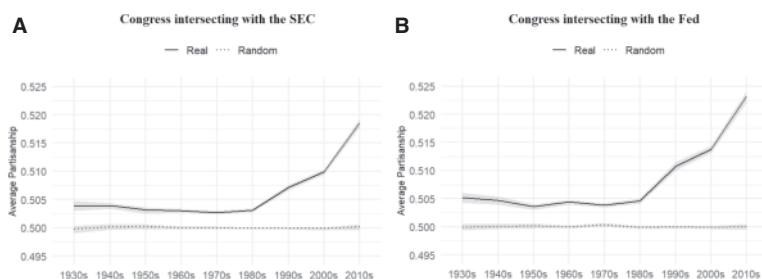 A
Congress intersecting with the SEC
Real Random
Average Partisanship
0.525
0.520
0.515
0.510
0.505
0.500
0.495
1930s 1940s 1950s 1960s 1970s 1980s 1990s 2000s 2010s
B
Congress intersecting with the Fed
Real Random
Average Partisanship
0.525
0.520
0.515
0.510
0.505
0.500
0.495
1930s 1940s 1950s 1960s 1970s 1980s 1990s 2000s 2010s